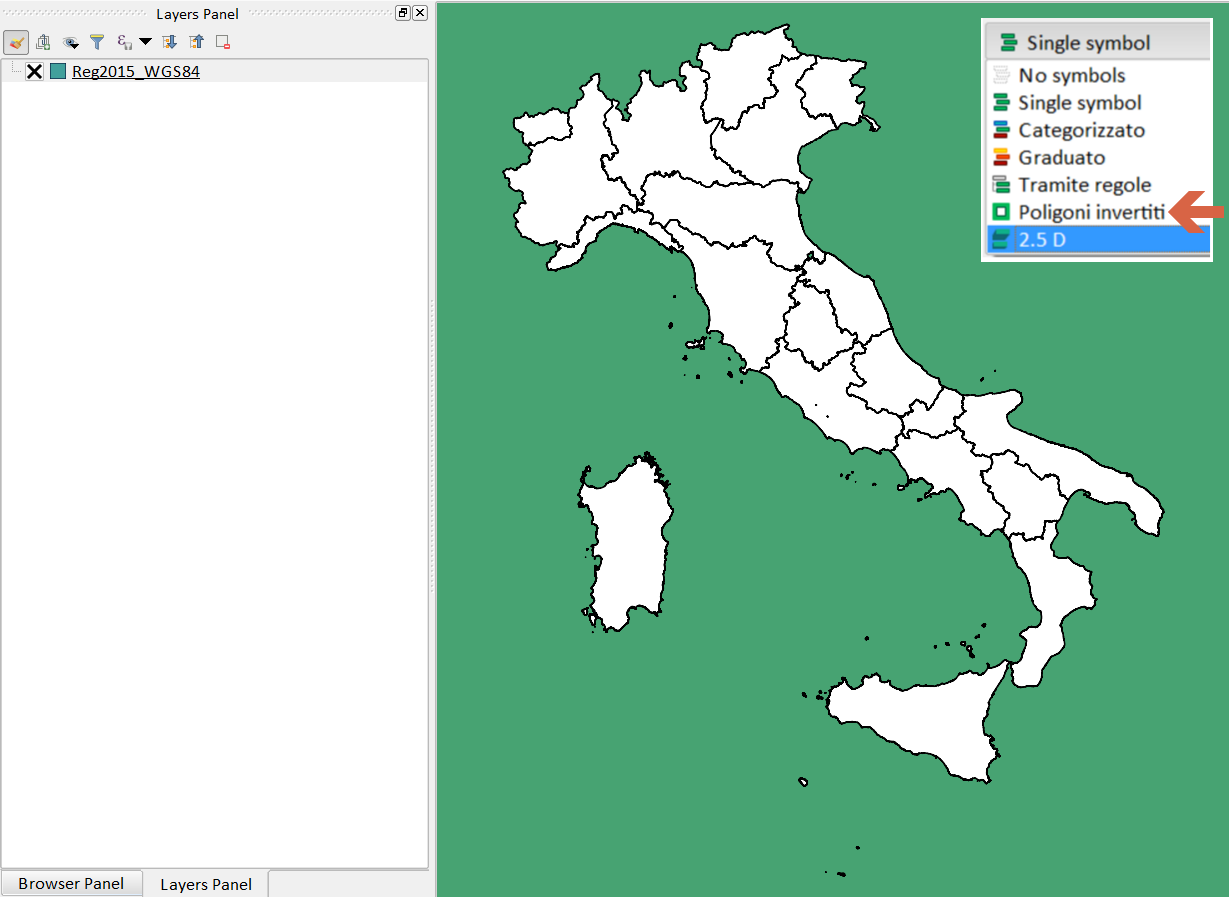 Layers Panel
Reg2015_WGS84
Single symbol
No symbols
Single symbol
Categorizzato
Graduato
Tramite regole
Poligoni invertiti
2.5 D
Browser Panel
Layers Panel